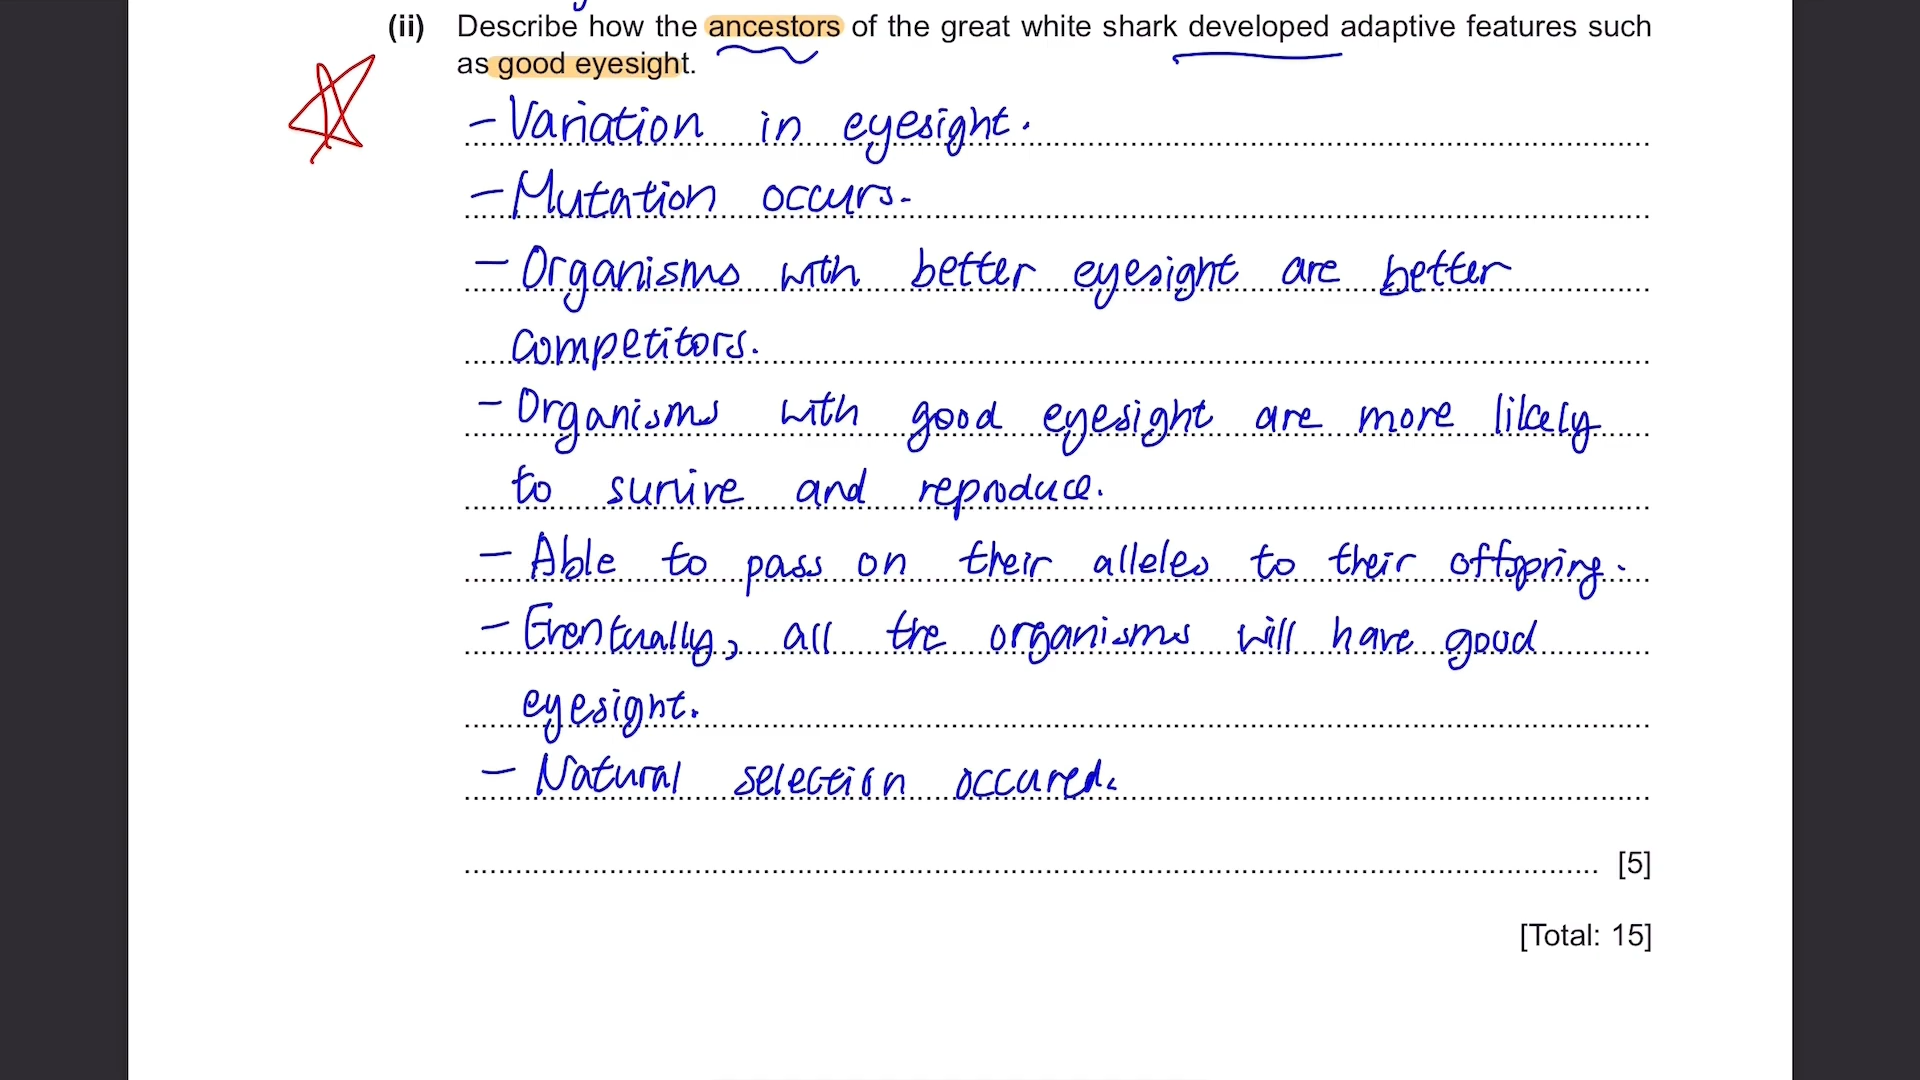 (ii) Describe how the ancestors of the great white shark developed adaptive features such
as good eyesight.
- Variation in eyesight.
- Mutation occurs.
- Organisms with better eyesight are better
competitors.
- Organisms with good eyesight are more likely
to survive and reproduce.
- Able to pass on their alleles to their offspring.
- Eventually, all the organisms will have good
eyesight.
- Natural selection occured.
[5]
[Total: 15]